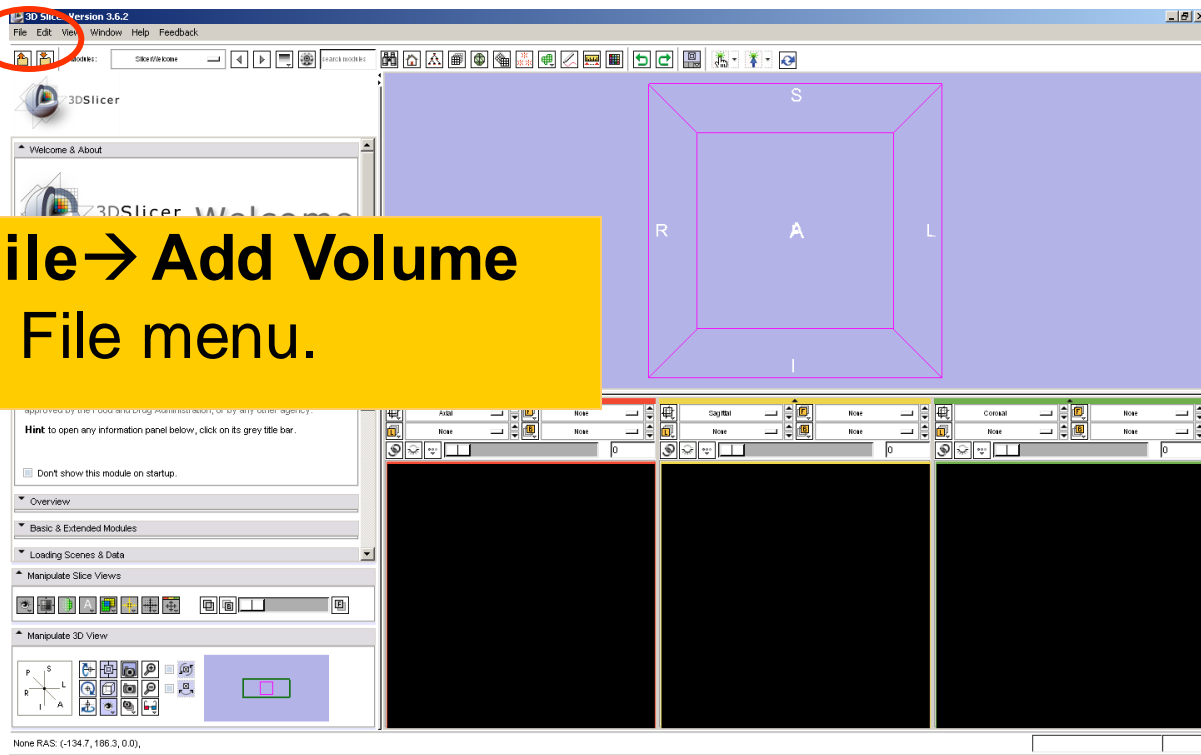 3D Slicer Version 3.6.2
File Edit View Window Help Feedback
Modules: SlicerWelcome search modules
3DSlicer
Welcome & About
3DSlicer Welcome
ile→ Add Volume
File menu.
approved by the Food and Drug Administration, or by any other agency.
Hint to open any information panel below, click on its grey title bar.
Don't show this module on startup.
Overview
Basic & Extended Modules
Loading Scenes & Data
Manipulate Slice Views
Manipulate 3D View
P S
R L
I A
S
R A L
I
Axial None Sagittal None Coronal None
None None None None None None
0 0 0
None RAS: (-134.7, 186.3, 0.0),